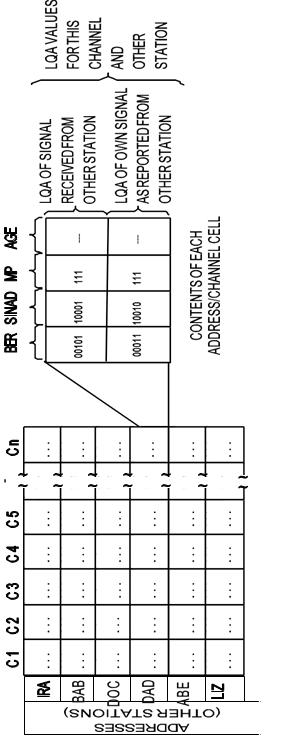 C1 C2 C3 C4 C5 Cn
ADDRESSES
(OTHER STATIONS)
IRA ... ... ... ... ... ...
BAB ... ... ... ... ... ...
DOC ... ... ... ... ... ...
DAD ... ... ... ... ... ...
ABE ... ... ... ... ... ...
LIZ ... ... ... ... ... ...
BER SINAD MP AGE
00101 10001 111 ---
00011 10010 111 ---
LQA OF SIGNAL
RECEIVED FROM
OTHER STATION
LQA OF OWN SIGNAL
AS REPORTED FROM
OTHER STATION
LQA VALUES
FOR THIS
CHANNEL
AND
OTHER
STATION
CONTENTS OF EACH
ADDRESS/CHANNEL CELL